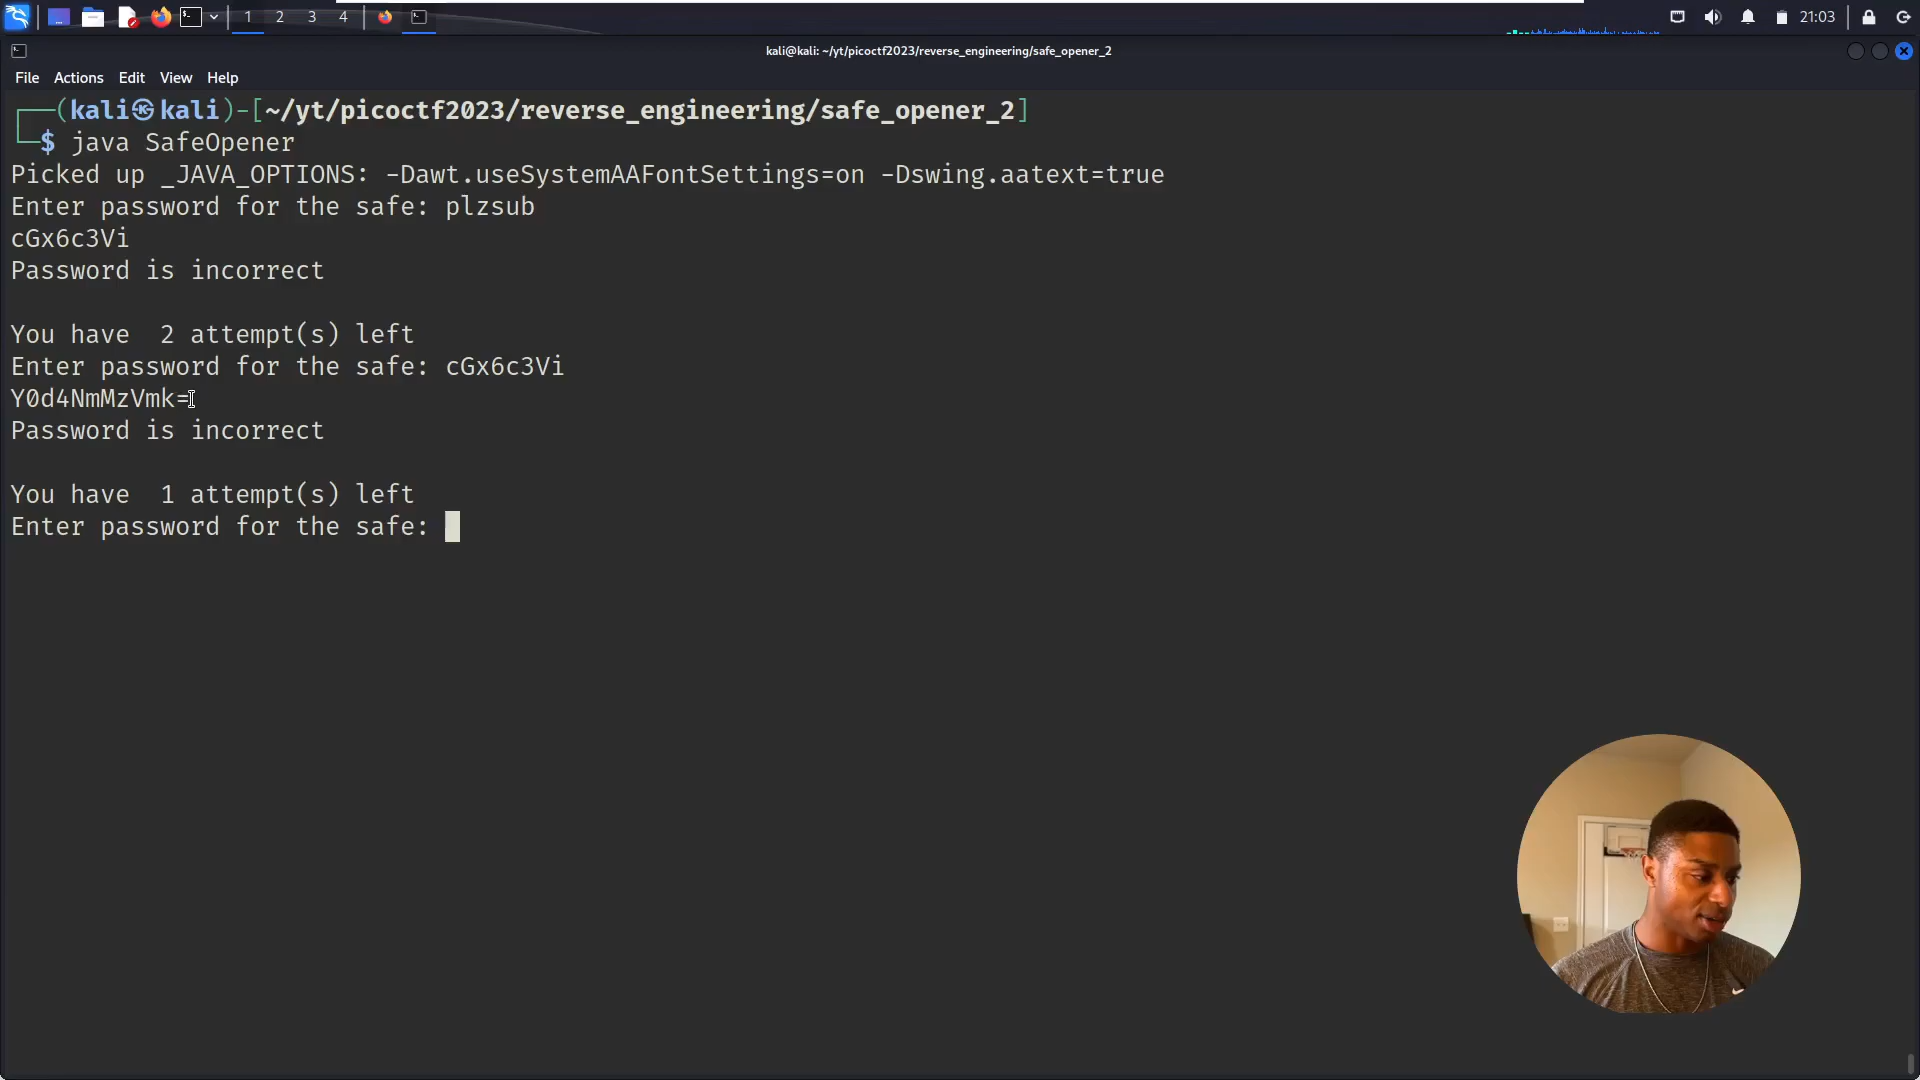 1 2 3 4
21:03
kali@kali: ~/yt/picoctf2023/reverse_engineering/safe_opener_2
File Actions Edit View Help
┌──(kali㉿kali)-[~/yt/picoctf2023/reverse_engineering/safe_opener_2]
└─$ java SafeOpener
Picked up _JAVA_OPTIONS: -Dawt.useSystemAAFontSettings=on -Dswing.aatext=true
Enter password for the safe: plzsub
cGx6c3Vi
Password is incorrect
You have  2 attempt(s) left
Enter password for the safe: cGx6c3Vi
Y0d4NmMzVmk=
Password is incorrect
You have  1 attempt(s) left
Enter password for the safe: